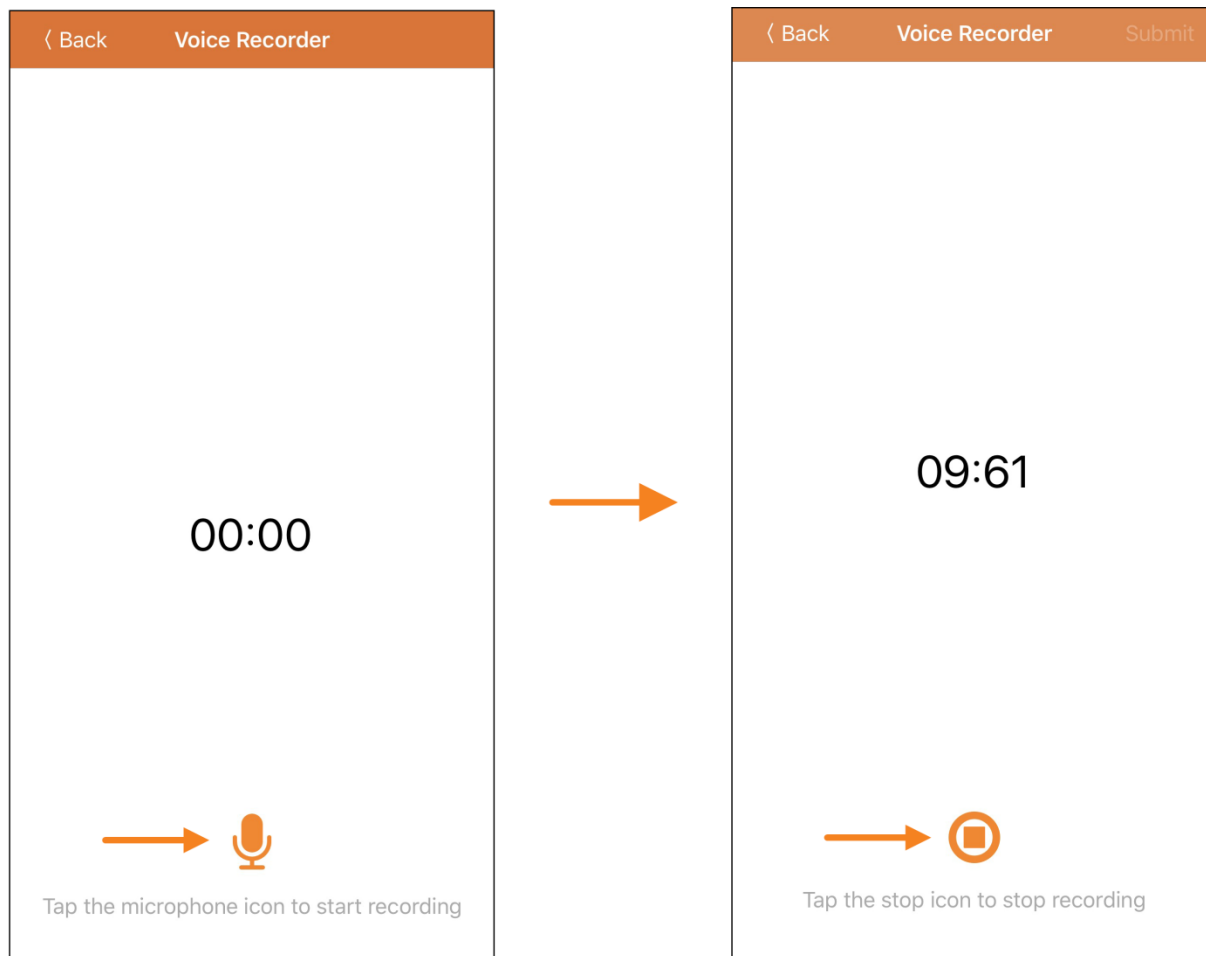 Back Voice Recorder
00:00
Tap the microphone icon to start recording
Back Voice Recorder Submit
09:61
Tap the stop icon to stop recording